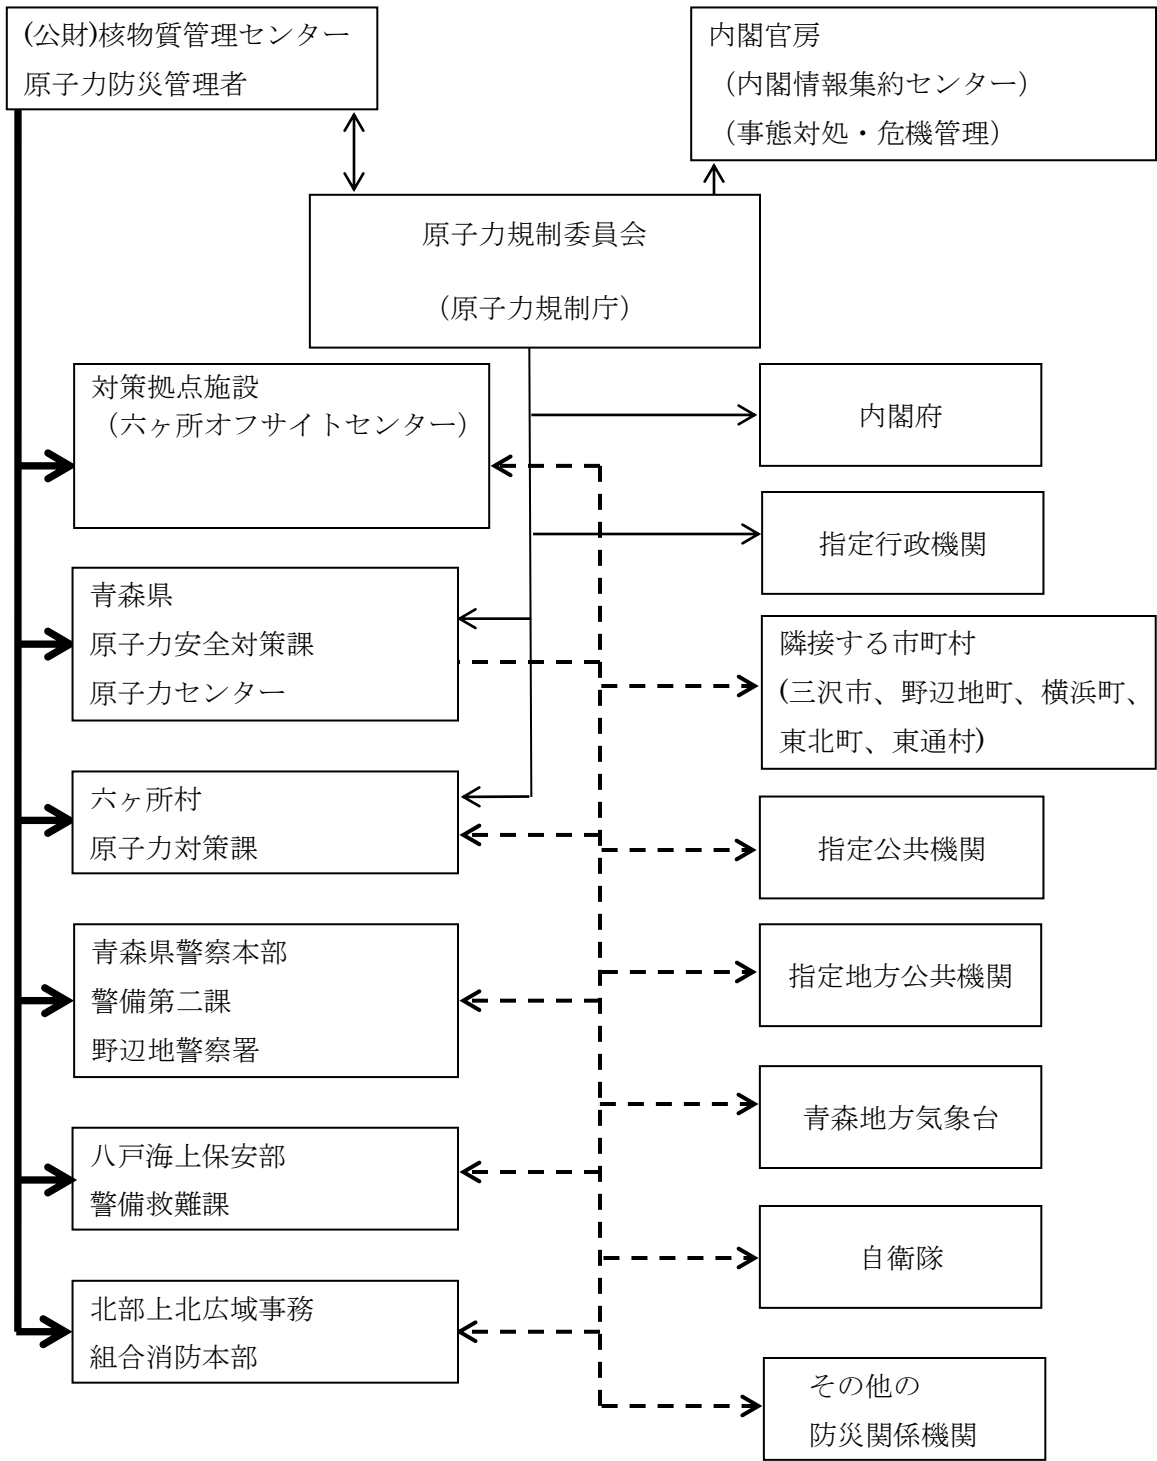 (公財)核物質管理センター
原子力防災管理者
内閣官房
（内閣情報集約センター）
（事態対処・危機管理）
原子力規制委員会
（原子力規制庁）
対策拠点施設
（六ヶ所オフサイトセンター）
内閣府
指定行政機関
青森県
原子力安全対策課
原子力センター
隣接する市町村
(三沢市、野辺地町、横浜町、
東北町、東通村)
六ヶ所村
原子力対策課
指定公共機関
青森県警察本部
警備第二課
野辺地警察署
指定地方公共機関
青森地方気象台
八戸海上保安部
警備救難課
自衛隊
北部上北広域事務
組合消防本部
その他の
防災関係機関